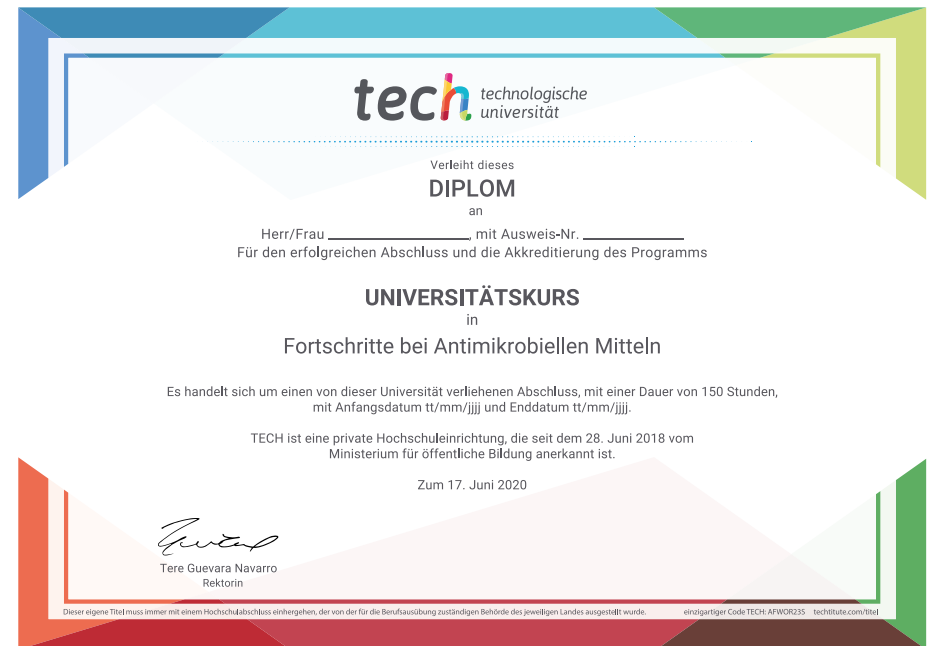 tech technologische
universität
Verleiht dieses
DIPLOM
an
Herr/Frau ____________________, mit Ausweis-Nr. ______________
Für den erfolgreichen Abschluss und die Akkreditierung des Programms
UNIVERSITÄTSKURS
in
Fortschritte bei Antimikrobiellen Mitteln
Es handelt sich um einen von dieser Universität verliehenen Abschluss, mit einer Dauer von 150 Stunden,
mit Anfangsdatum tt/mm/jjjj und Enddatum tt/mm/jjjj.
TECH ist eine private Hochschuleinrichtung, die seit dem 28. Juni 2018 vom
Ministerium für öffentliche Bildung anerkannt ist.
Zum 17. Juni 2020
Tere Guevara Navarro
Rektorin
Dieser eigene Titel muss immer mit einem Hochschulabschluss einhergehen, der von der für die Berufsausübung zuständigen Behörde des jeweiligen Landes ausgestellt wurde. einzigartiger Code TECH: AFWOR235 techtitute.com/titel